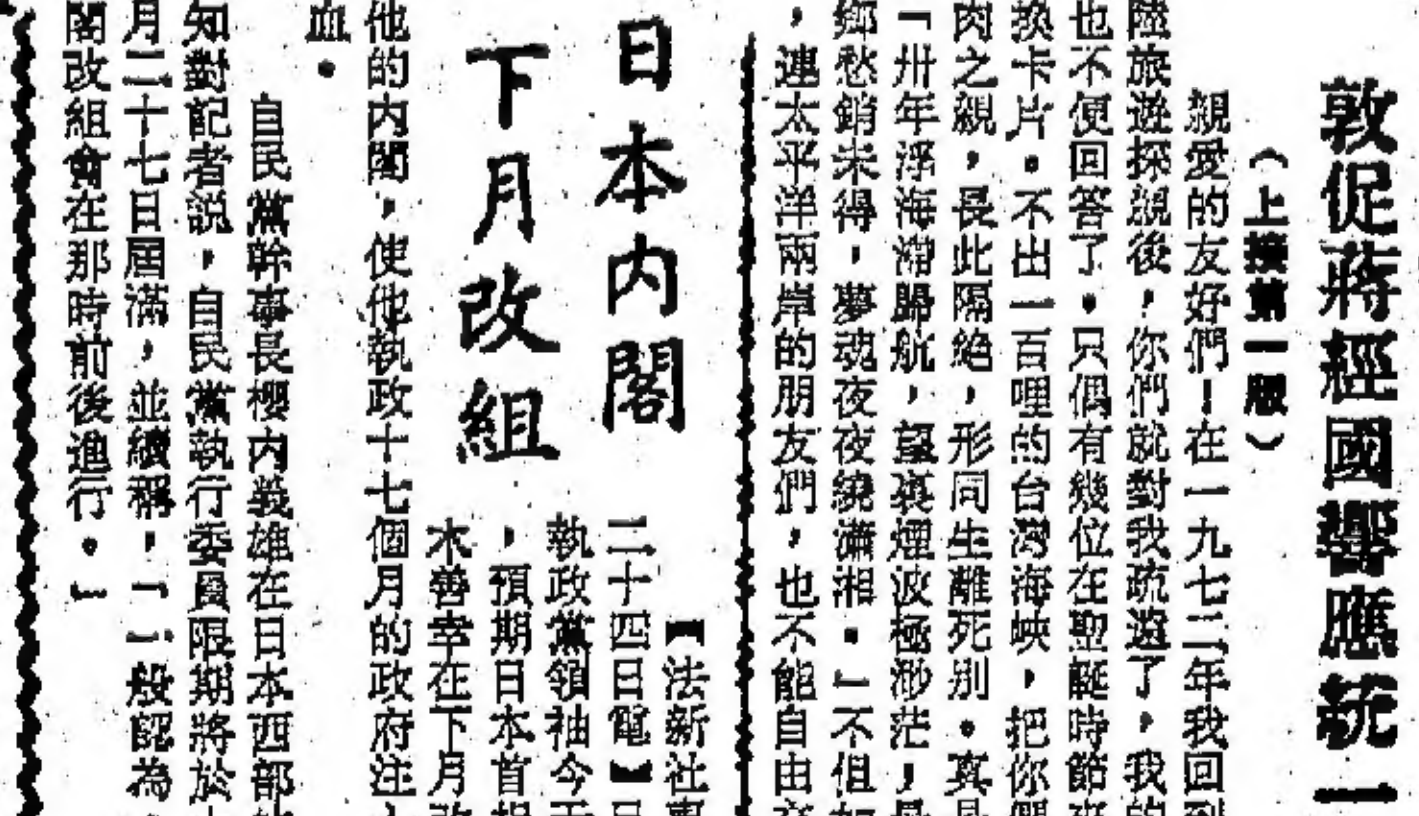 敦促蔣經國響應統一
（上接第一版）
親愛的友好們！在一九七二年我回到
陸旅遊探親後，你們就對我疏遠了，我的
也不便回答了。只偶有幾位在聖誕時節
換卡片。不出一百哩的台灣海峽，把你們
肉之親，長此隔絕，形同生離死別。真是
「卅年浮海滯歸航，望裏煙波極渺茫，
鄉愁銷未得，夢魂夜夜繞瀟湘。」不但如
，連太平洋兩岸的朋友們，也不能自由
日本內閣
下月改組
【法新社東
二十四日電】日
執政黨領袖今天
，預期日本首相
木善幸在下月改
他的內閣，使他執政十七個月的政府注
血。
自民黨幹事長櫻內義雄在日本西部
知對記者説，自民黨執行委員限期將於
月二十七日屆滿，並續稱，「一般認為
閣改組會在那時前後進行。」